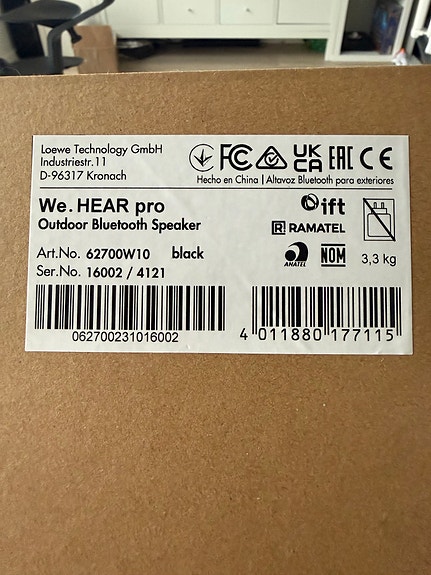 Loewe Technology GmbH
Industriestr.11
D-96317 Kronach
FC UK CA EAC CE
Hecho en China | Altavoz Bluetooth para exteriores
We. HEAR pro
Outdoor Bluetooth Speaker
ift
R RAMATEL
Art.No. 62700W10 black
Ser.No. 16002 / 4121
ANATEL NOM 3,3 kg
062700231016002
4 011880 177115